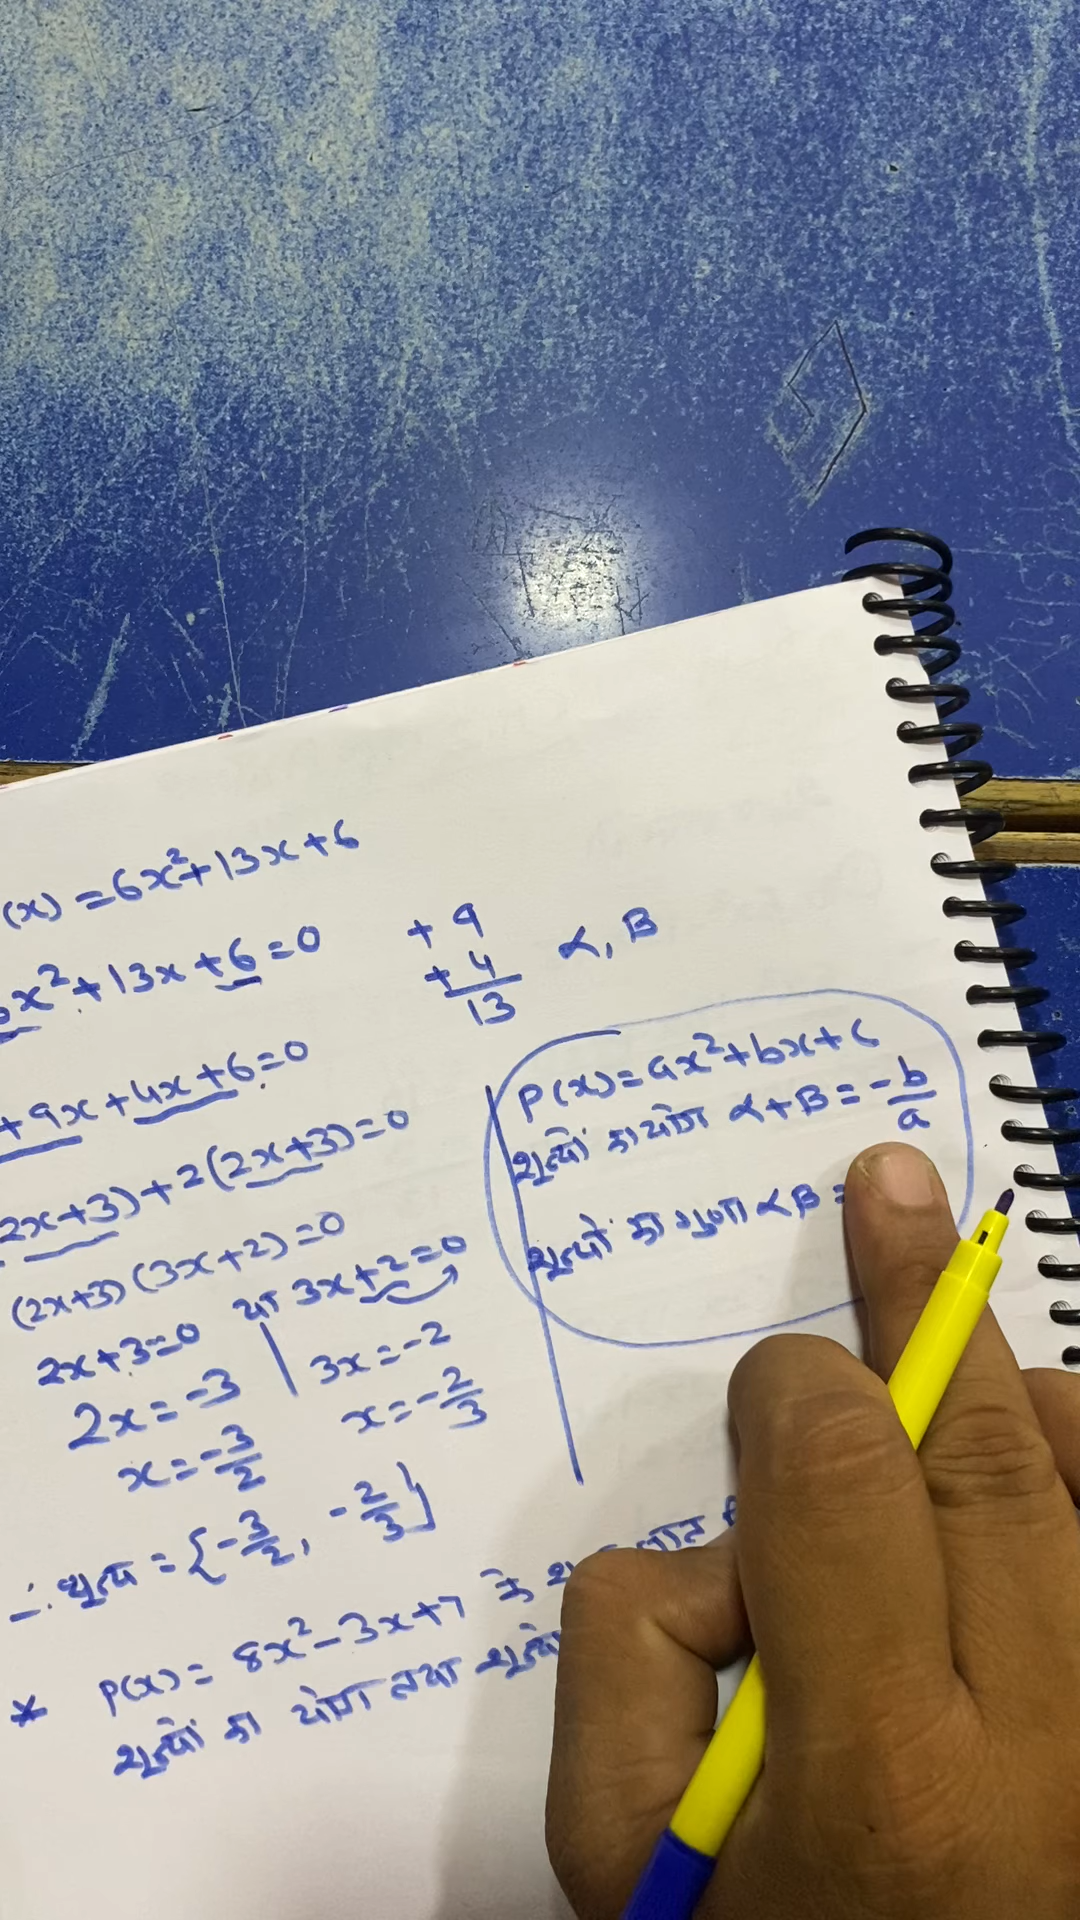 (x) = 6x²+13x+6
x²+13x+6=0
+9
+4
13
α, β
+9x+4x+6=0
2x+3)+2(2x+3)=0
(2x+3)(3x+2)=0
2x+3=0 या 3x+2=0
2x=-3
x=-3/2
3x=-2
x=-2/3
∴ शून्य = {-3/2, -2/3}
P(x)=ax²+bx+c
शून्यों का योग α+β=-b/a
शून्यों का गुणा αβ=
* P(x)= 8x²-3x+7 के
शून्यों का योग तथा शून्यों